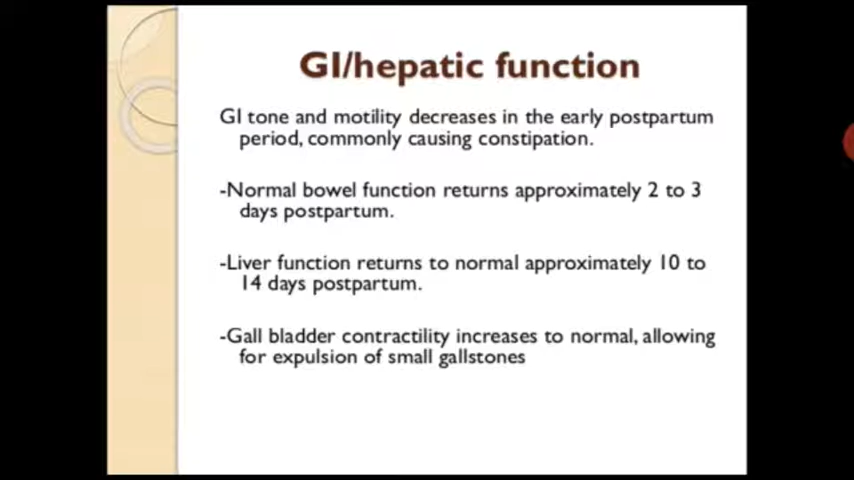 GI/hepatic function
GI tone and motility decreases in the early postpartum
period, commonly causing constipation.
-Normal bowel function returns approximately 2 to 3
days postpartum.
-Liver function returns to normal approximately 10 to
14 days postpartum.
-Gall bladder contractility increases to normal, allowing
for expulsion of small gallstones